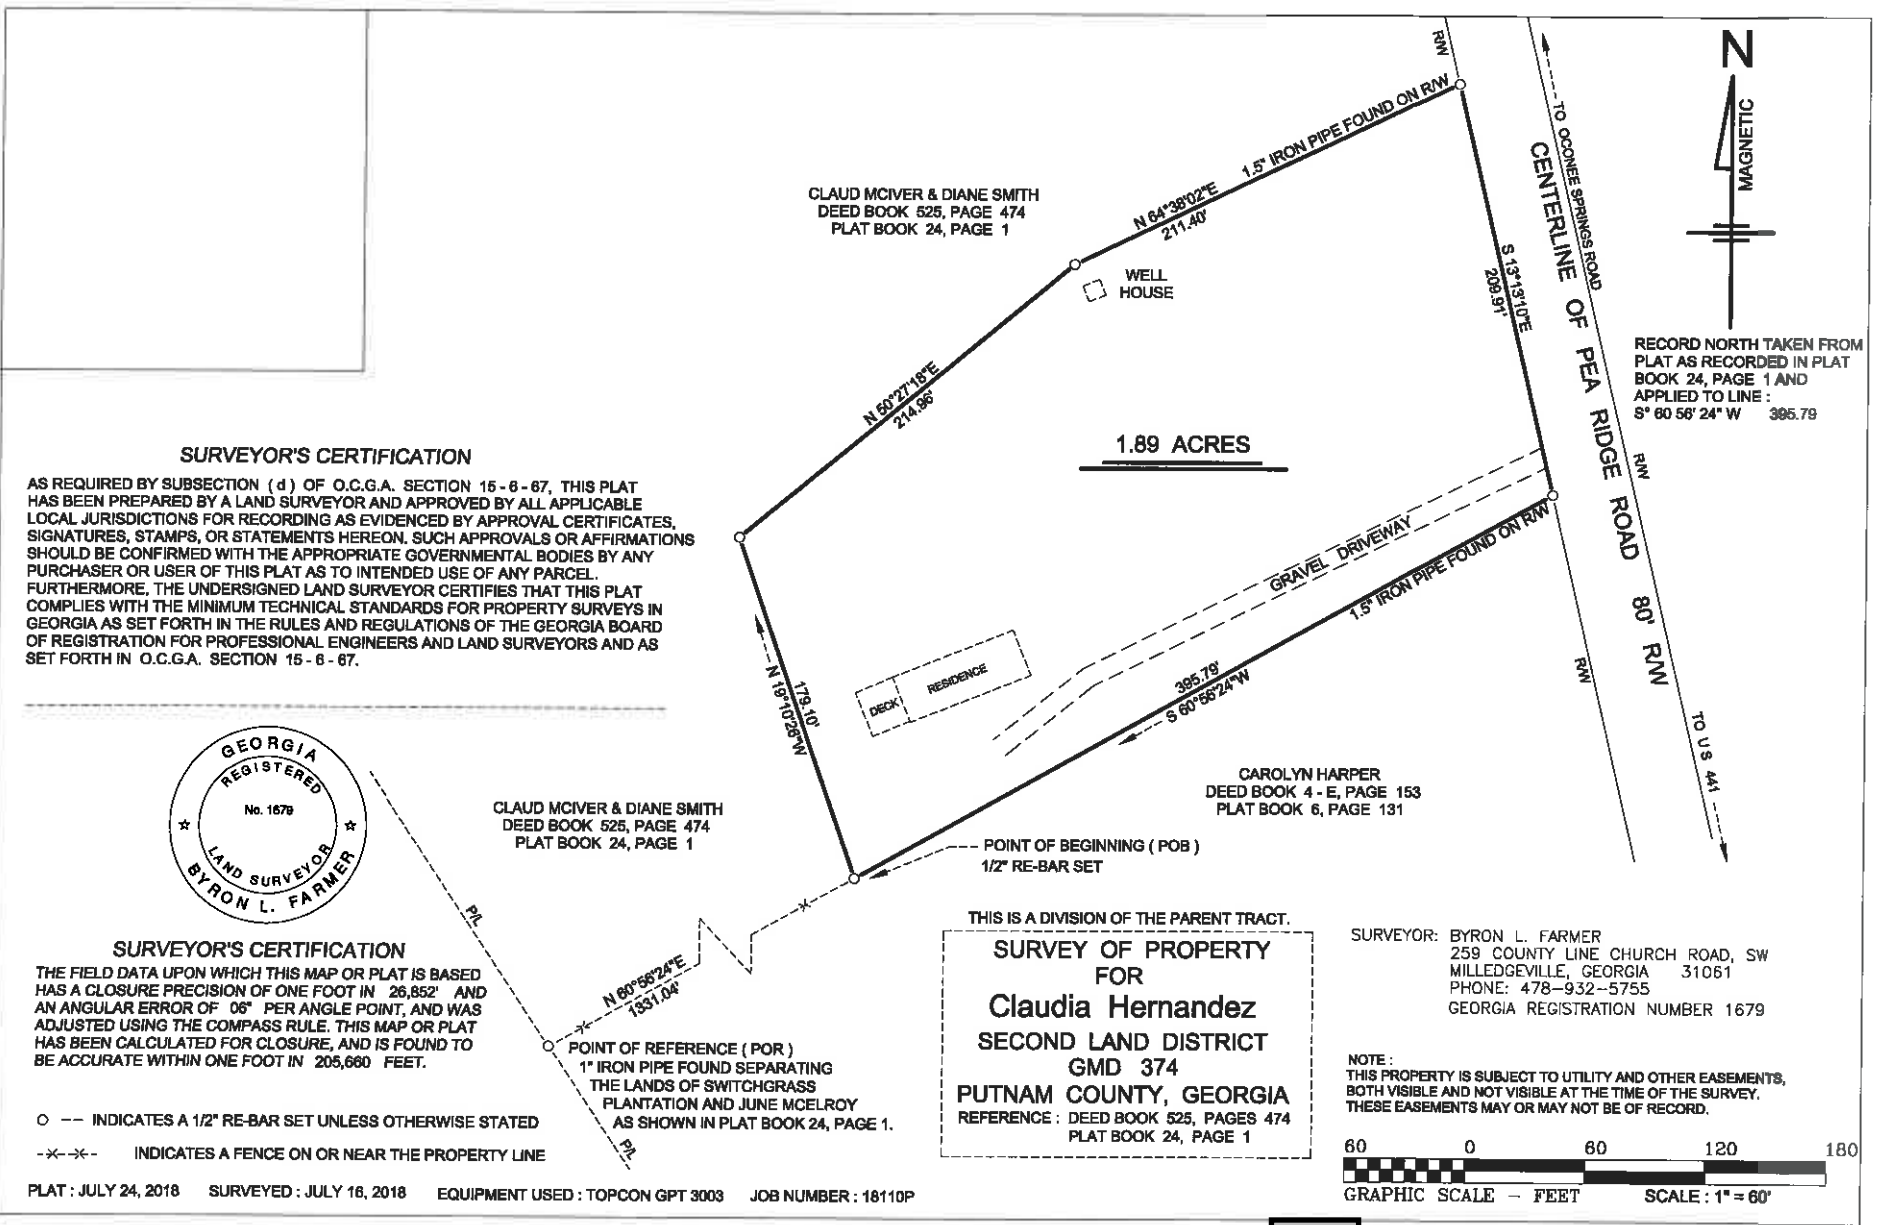 R/W
N
MAGNETIC
1.5" IRON PIPE FOUND ON R/W
N 64°38'02"E
211.40'
TO OCONEE SPRINGS ROAD
CENTERLINE OF PEA RIDGE ROAD 80' R/W
CLAUD MCIVER & DIANE SMITH
DEED BOOK 525, PAGE 474
PLAT BOOK 24, PAGE 1
WELL
HOUSE
S 13°13'10"E
209.91'
RECORD NORTH TAKEN FROM
PLAT AS RECORDED IN PLAT
BOOK 24, PAGE 1 AND
APPLIED TO LINE :
S° 60 56' 24" W 395.79
N 50°27'18"E
214.96'
1.89 ACRES
R/W
SURVEYOR'S CERTIFICATION
AS REQUIRED BY SUBSECTION ( d ) OF O.C.G.A. SECTION 15 - 6 - 67, THIS PLAT
HAS BEEN PREPARED BY A LAND SURVEYOR AND APPROVED BY ALL APPLICABLE
LOCAL JURISDICTIONS FOR RECORDING AS EVIDENCED BY APPROVAL CERTIFICATES,
SIGNATURES, STAMPS, OR STATEMENTS HEREON. SUCH APPROVALS OR AFFIRMATIONS
SHOULD BE CONFIRMED WITH THE APPROPRIATE GOVERNMENTAL BODIES BY ANY
PURCHASER OR USER OF THIS PLAT AS TO INTENDED USE OF ANY PARCEL.
FURTHERMORE, THE UNDERSIGNED LAND SURVEYOR CERTIFIES THAT THIS PLAT
COMPLIES WITH THE MINIMUM TECHNICAL STANDARDS FOR PROPERTY SURVEYS IN
GEORGIA AS SET FORTH IN THE RULES AND REGULATIONS OF THE GEORGIA BOARD
OF REGISTRATION FOR PROFESSIONAL ENGINEERS AND LAND SURVEYORS AND AS
SET FORTH IN O.C.G.A. SECTION 15 - 6 - 67.
GRAVEL DRIVEWAY
1.5" IRON PIPE FOUND ON R/W
R/W
179.10'
N 19°10'26"W
DECK
RESIDENCE
395.79'
S 60°56'24"W
TO U S 441
GEORGIA
REGISTERED
No. 1679
LAND SURVEYOR
BYRON L. FARMER
CLAUD MCIVER & DIANE SMITH
DEED BOOK 525, PAGE 474
PLAT BOOK 24, PAGE 1
CAROLYN HARPER
DEED BOOK 4 - E, PAGE 153
PLAT BOOK 6, PAGE 131
POINT OF BEGINNING ( POB )
1/2" RE-BAR SET
P/L
SURVEYOR'S CERTIFICATION
THE FIELD DATA UPON WHICH THIS MAP OR PLAT IS BASED
HAS A CLOSURE PRECISION OF ONE FOOT IN 26,852' AND
AN ANGULAR ERROR OF 06" PER ANGLE POINT, AND WAS
ADJUSTED USING THE COMPASS RULE. THIS MAP OR PLAT
HAS BEEN CALCULATED FOR CLOSURE, AND IS FOUND TO
BE ACCURATE WITHIN ONE FOOT IN 205,660 FEET.
N 60°56'24"E
1331.04'
POINT OF REFERENCE ( POR )
1" IRON PIPE FOUND SEPARATING
THE LANDS OF SWITCHGRASS
PLANTATION AND JUNE MCELROY
AS SHOWN IN PLAT BOOK 24, PAGE 1.
P/L
THIS IS A DIVISION OF THE PARENT TRACT.
SURVEY OF PROPERTY
FOR
Claudia Hernandez
SECOND LAND DISTRICT
GMD 374
PUTNAM COUNTY, GEORGIA
REFERENCE : DEED BOOK 525, PAGES 474
PLAT BOOK 24, PAGE 1
SURVEYOR: BYRON L. FARMER
259 COUNTY LINE CHURCH ROAD, SW
MILLEDGEVILLE, GEORGIA 31061
PHONE: 478-932-5755
GEORGIA REGISTRATION NUMBER 1679
NOTE :
THIS PROPERTY IS SUBJECT TO UTILITY AND OTHER EASEMENTS,
BOTH VISIBLE AND NOT VISIBLE AT THE TIME OF THE SURVEY.
THESE EASEMENTS MAY OR MAY NOT BE OF RECORD.
60 0 60 120 180
GRAPHIC SCALE - FEET SCALE : 1" = 60'
O -- INDICATES A 1/2" RE-BAR SET UNLESS OTHERWISE STATED
-x--x- INDICATES A FENCE ON OR NEAR THE PROPERTY LINE
PLAT : JULY 24, 2018 SURVEYED : JULY 16, 2018 EQUIPMENT USED : TOPCON GPT 3003 JOB NUMBER : 18110P